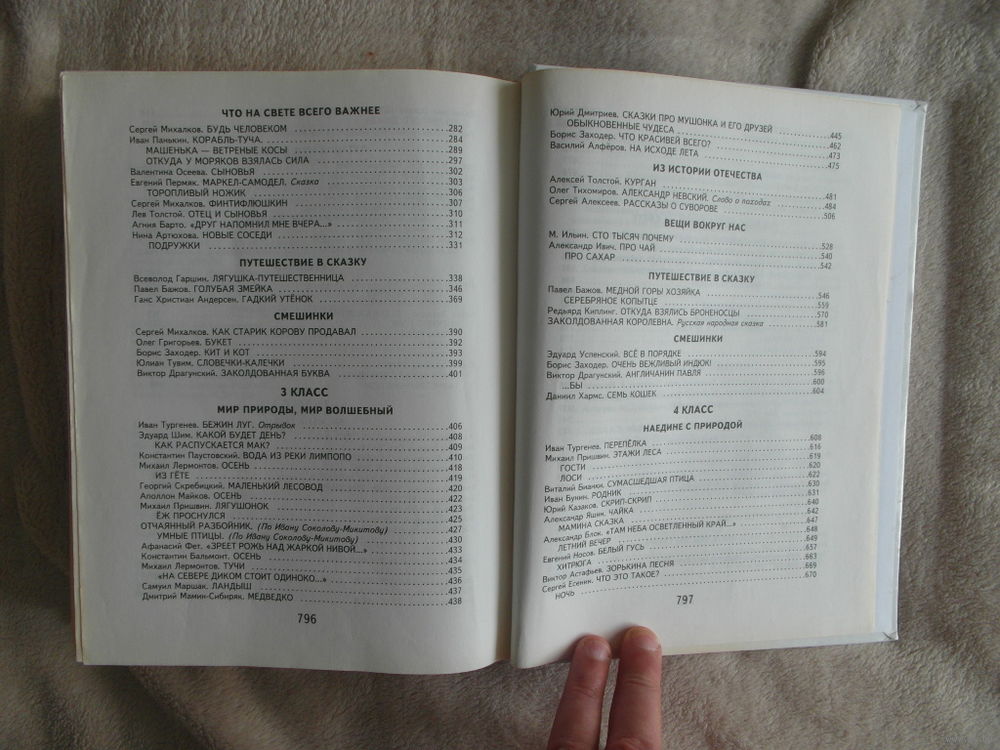 ЧТО НА СВЕТЕ ВСЕГО ВАЖНЕЕ
Сергей Михалков. БУДЬ ЧЕЛОВЕКОМ 282
Иван Панькин. КОРАБЛЬ-ТУЧА. 284
МАШЕНЬКА — ВЕТРЕНЫЕ КОСЫ 289
ОТКУДА У МОРЯКОВ ВЗЯЛАСЬ СИЛА 297
Валентина Осеева. СЫНОВЬЯ 302
Евгений Пермяк. МАРКЕЛ-САМОДЕЛ. Сказка 303
ТОРОПЛИВЫЙ НОЖИК 306
Сергей Михалков. ФИНТИФЛЮШКИН 307
Лев Толстой. ОТЕЦ И СЫНОВЬЯ 310
Агния Барто. «ДРУГ НАПОМНИЛ МНЕ ВЧЕРА...» 311
Нина Артюхова. НОВЫЕ СОСЕДИ 312
ПОДРУЖКИ 331
ПУТЕШЕСТВИЕ В СКАЗКУ
Всеволод Гаршин. ЛЯГУШКА-ПУТЕШЕСТВЕННИЦА 338
Павел Бажов. ГОЛУБАЯ ЗМЕЙКА 346
Ганс Христиан Андерсен. ГАДКИЙ УТЁНОК 369
СМЕШИНКИ
Сергей Михалков. КАК СТАРИК КОРОВУ ПРОДАВАЛ 390
Олег Григорьев. БУКЕТ 392
Борис Заходер. КИТ И КОТ 393
Юлиан Тувим. СЛОВЕЧКИ-КАЛЕЧКИ 399
Виктор Драгунский. ЗАКОЛДОВАННАЯ БУКВА 401
3 КЛАСС
МИР ПРИРОДЫ, МИР ВОЛШЕБНЫЙ
Иван Тургенев. БЕЖИН ЛУГ. Отрывок 406
Эдуард Шим. КАКОЙ БУДЕТ ДЕНЬ? 408
КАК РАСПУСКАЕТСЯ МАК? 409
Константин Паустовский. ВОДА ИЗ РЕКИ ЛИМПОПО 410
Михаил Лермонтов. ОСЕНЬ 418
ИЗ ГЁТЕ 419
Георгий Скребицкий. МАЛЕНЬКИЙ ЛЕСОВОД 420
Аполлон Майков. ОСЕНЬ 422
Михаил Пришвин. ЛЯГУШОНОК 423
ЁЖ ПРОСНУЛСЯ 425
ОТЧАЯННЫЙ РАЗБОЙНИК. (По Ивану Соколову-Микитову) 427
УМНЫЕ ПТИЦЫ. (По Ивану Соколову-Микитову) 430
Афанасий Фет. «ЗРЕЕТ РОЖЬ НАД ЖАРКОЙ НИВОЙ...» 433
Константин Бальмонт. ОСЕНЬ 434
Михаил Лермонтов. ТУЧИ 435
«НА СЕВЕРЕ ДИКОМ СТОИТ ОДИНОКО...» 436
Самуил Маршак. ЛАНДЫШ 437
Дмитрий Мамин-Сибиряк. МЕДВЕДКО 438
796
Юрий Дмитриев. СКАЗКИ ПРО МУШОНКА И ЕГО ДРУЗЕЙ 445
ОБЫКНОВЕННЫЕ ЧУДЕСА 462
Борис Заходер. ЧТО КРАСИВЕЙ ВСЕГО? 473
Василий Алфёров. НА ИСХОДЕ ЛЕТА 475
ИЗ ИСТОРИИ ОТЕЧЕСТВА
Алексей Толстой. КУРГАН 481
Олег Тихомиров. АЛЕКСАНДР НЕВСКИЙ. Слово о походах 484
Сергей Алексеев. РАССКАЗЫ О СУВОРОВЕ 506
ВЕЩИ ВОКРУГ НАС
М. Ильин. СТО ТЫСЯЧ ПОЧЕМУ 528
Александр Ивич. ПРО ЧАЙ 540
ПРО САХАР 542
ПУТЕШЕСТВИЕ В СКАЗКУ
Павел Бажов. МЕДНОЙ ГОРЫ ХОЗЯЙКА 546
СЕРЕБРЯНОЕ КОПЫТЦЕ 559
Редьярд Киплинг. ОТКУДА ВЗЯЛИСЬ БРОНЕНОСЦЫ 570
ЗАКОЛДОВАННАЯ КОРОЛЕВНА. Русская народная сказка 581
СМЕШИНКИ
Эдуард Успенский. ВСЁ В ПОРЯДКЕ 594
Борис Заходер. ОЧЕНЬ ВЕЖЛИВЫЙ ИНДЮК! 595
Виктор Драгунский. АНГЛИЧАНИН ПАВЛЯ 596
...БЫ 600
Даниил Хармс. СЕМЬ КОШЕК 604
4 КЛАСС
НАЕДИНЕ С ПРИРОДОЙ
Иван Тургенев. ПЕРЕПЁЛКА 608
Михаил Пришвин. ЭТАЖИ ЛЕСА 616
ГОСТИ 619
ЛОСИ 620
Виталий Бианки. СУМАСШЕДШАЯ ПТИЦА 622
Иван Бунин. РОДНИК 630
Юрий Казаков. СКРИП-СКРИП 631
Александр Яшин. ЧАЙКА 640
МАМИНА СКАЗКА 642
Александр Блок. «ТАМ НЕБА ОСВЕТЛЕННЫЙ КРАЙ...» 647
ЛЕТНИЙ ВЕЧЕР 648
Евгений Носов. БЕЛЫЙ ГУСЬ 649
ХИТРЮГА 657
Виктор Астафьев. ЗОРЬКИНА ПЕСНЯ 663
Сергей Есенин. ЧТО ЭТО ТАКОЕ? 669
НОЧЬ 670
797